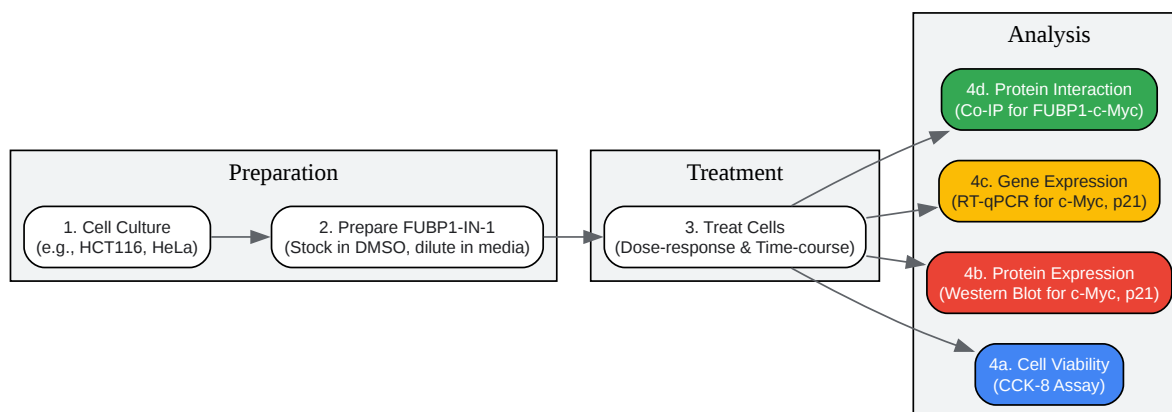 Preparation
1. Cell Culture
(e.g., HCT116, HeLa)
2. Prepare FUBP1-IN-1
(Stock in DMSO, dilute in media)
Treatment
3. Treat Cells
(Dose-response & Time-course)
Analysis
4d. Protein Interaction
(Co-IP for FUBP1-c-Myc)
4c. Gene Expression
(RT-qPCR for c-Myc, p21)
4b. Protein Expression
(Western Blot for c-Myc, p21)
4a. Cell Viability
(CCK-8 Assay)